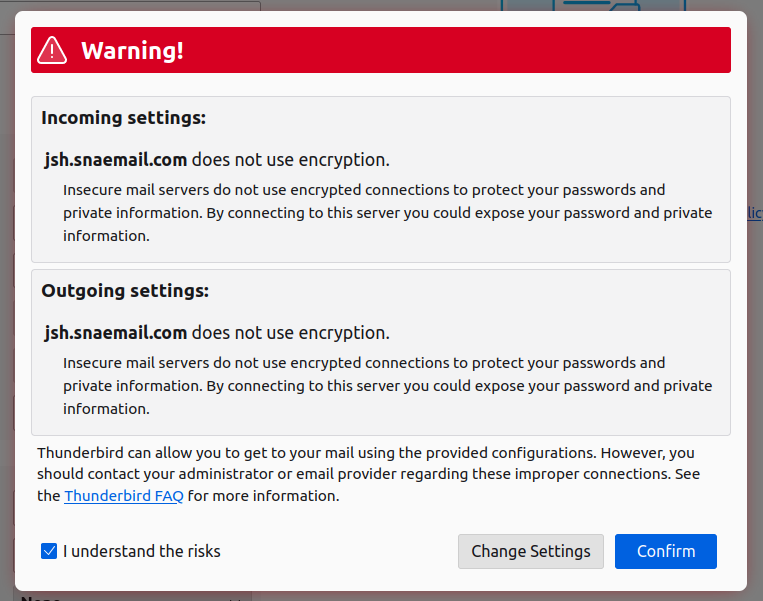 Warning!
Incoming settings:
jsh.snaemail.com does not use encryption.
Insecure mail servers do not use encrypted connections to protect your passwords and
private information. By connecting to this server you could expose your password and private
information.
Outgoing settings:
jsh.snaemail.com does not use encryption.
Insecure mail servers do not use encrypted connections to protect your passwords and
private information. By connecting to this server you could expose your password and private
information.
Thunderbird can allow you to get to your mail using the provided configurations. However, you
should contact your administrator or email provider regarding these improper connections. See
the Thunderbird FAQ for more information.
I understand the risks
Change Settings
Confirm